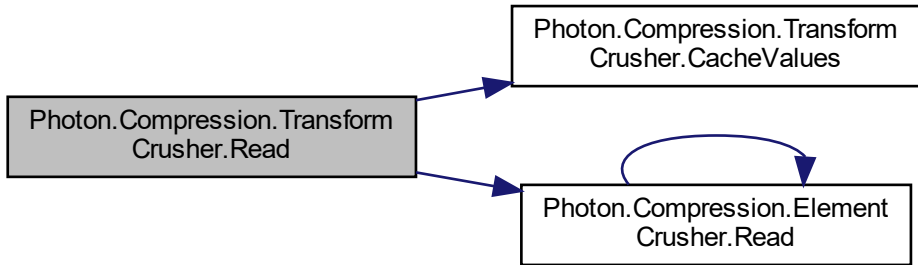 Photon.Compression.Transform
Crusher.Read
Photon.Compression.Transform
Crusher.CacheValues
Photon.Compression.Element
Crusher.Read